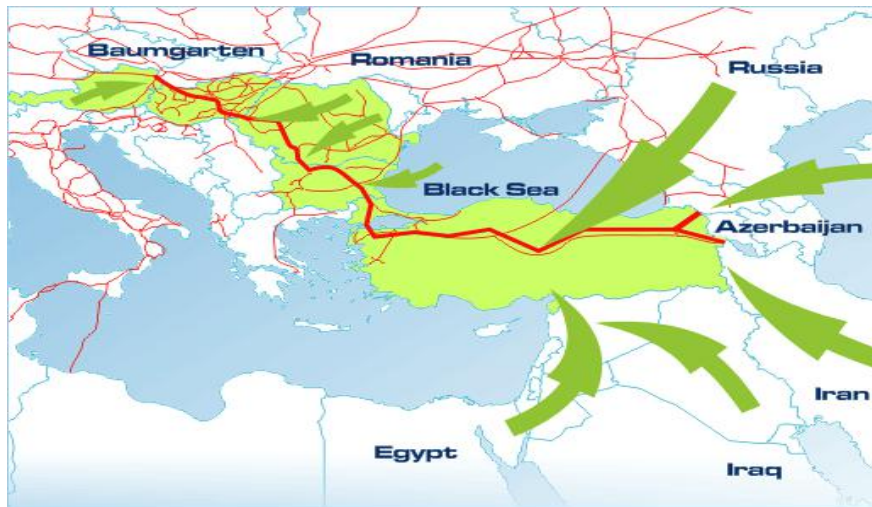 Baumgarten
Romania
Russia
Black Sea
Azerbaijan
Iran
Egypt
Iraq